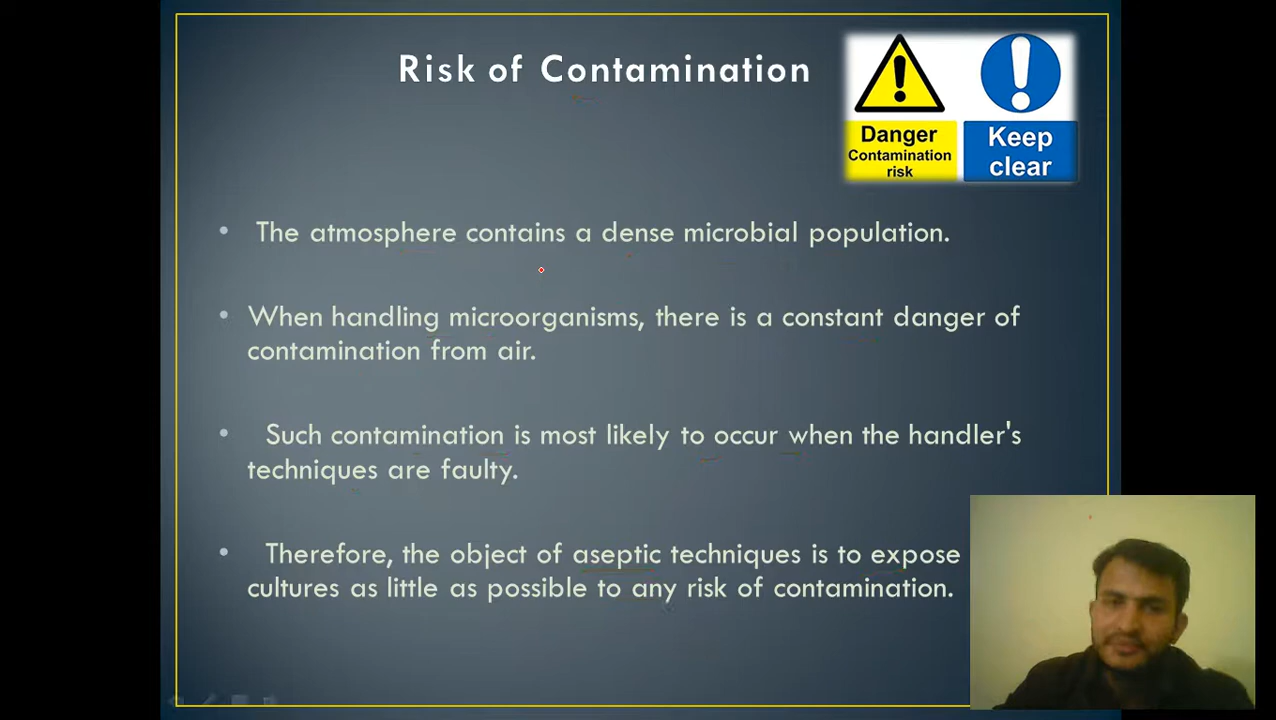 Risk of Contamination
Danger
Contamination
risk
Keep
clear
• The atmosphere contains a dense microbial population.
• When handling microorganisms, there is a constant danger of
contamination from air.
• Such contamination is most likely to occur when the handler's
techniques are faulty.
• Therefore, the object of aseptic techniques is to expose
cultures as little as possible to any risk of contamination.